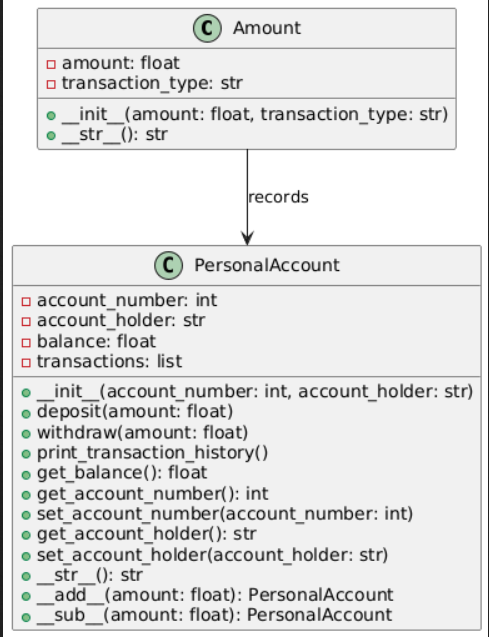 C Amount
amount: float
transaction_type: str
__init__(amount: float, transaction_type: str)
__str__(): str
records
C PersonalAccount
account_number: int
account_holder: str
balance: float
transactions: list
__init__(account_number: int, account_holder: str)
deposit(amount: float)
withdraw(amount: float)
print_transaction_history()
get_balance(): float
get_account_number(): int
set_account_number(account_number: int)
get_account_holder(): str
set_account_holder(account_holder: str)
__str__(): str
__add__(amount: float): PersonalAccount
__sub__(amount: float): PersonalAccount